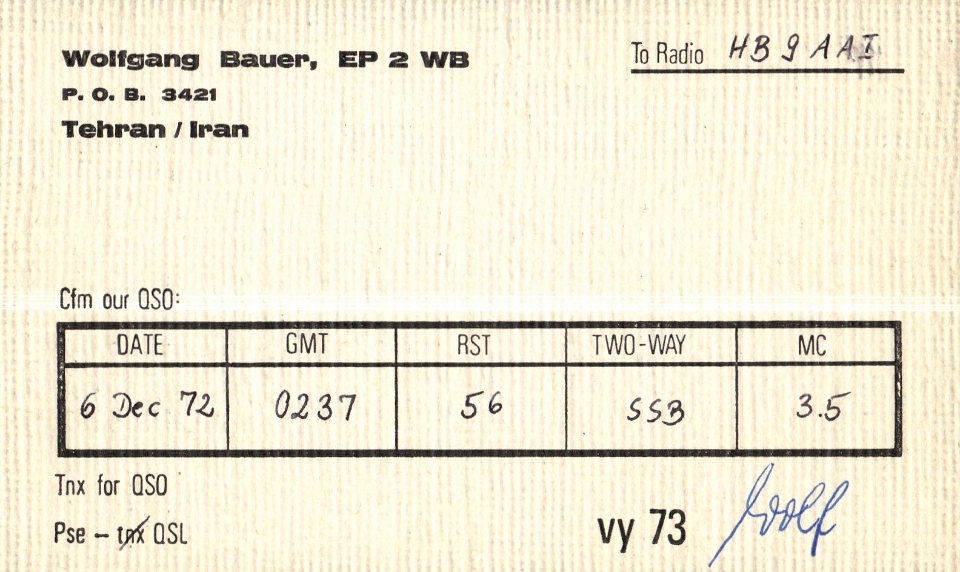 Wolfgang Bauer, EP 2 WB
To Radio HB9AAI
P. O. B. 3421
Tehran / Iran
Cfm our QSO:
DATE GMT RST TWO-WAY MC
6 Dec 72 0237 56 SSB 3.5
Tnx for QSO
Pse – tnx QSL
vy 73 Wolf